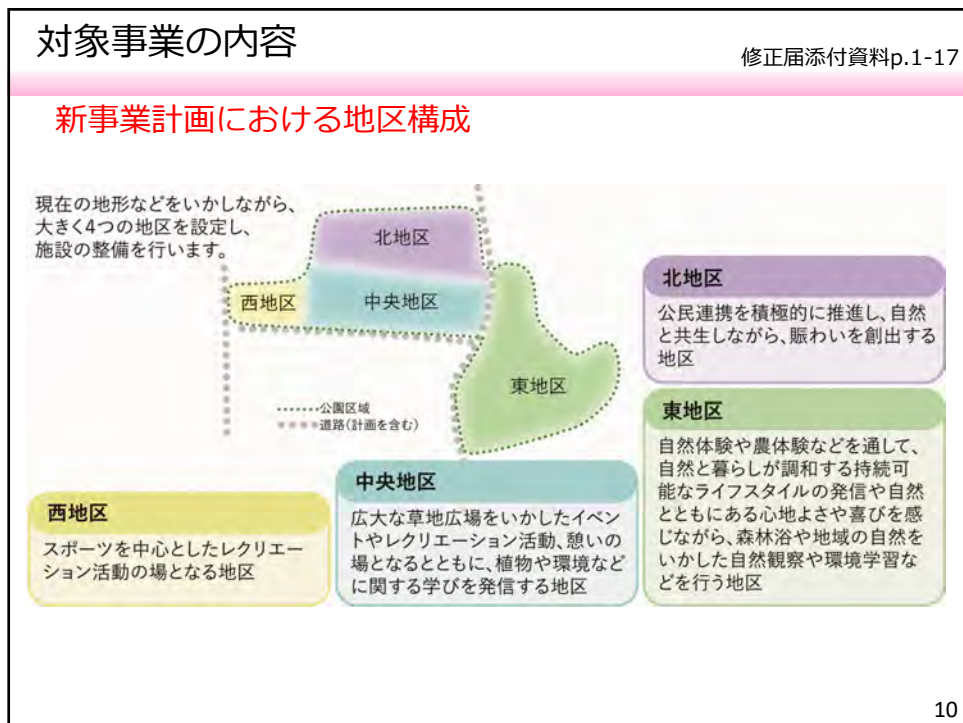 対象事業の内容
修正届添付資料p.1-17
新事業計画における地区構成
現在の地形などをいかしながら、
大きく4つの地区を設定し、
施設の整備を行います。
北地区
西地区
中央地区
東地区
公園区域
道路(計画を含む)
北地区
公民連携を積極的に推進し、自然
と共生しながら、賑わいを創出する
地区
東地区
自然体験や農体験などを通して、
自然と暮らしが調和する持続可
能なライフスタイルの発信や自然
とともにある心地よさや喜びを感
じながら、森林浴や地域の自然を
いかした自然観察や環境学習な
どを行う地区
中央地区
広大な草地広場をいかしたイベン
トやレクリエーション活動、憩いの
場となるとともに、植物や環境など
に関する学びを発信する地区
西地区
スポーツを中心としたレクリエー
ション活動の場となる地区
10